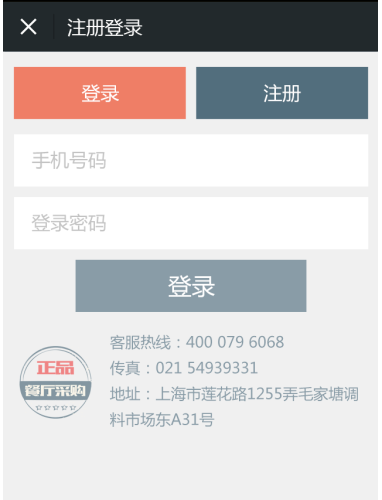 注册登录
登录 注册
手机号码
登录密码
登录
客服热线：400 079 6068
传真：021 54939331
地址：上海市莲花路1255弄毛家塘调
料市场东A31号
正品
餐厅采购